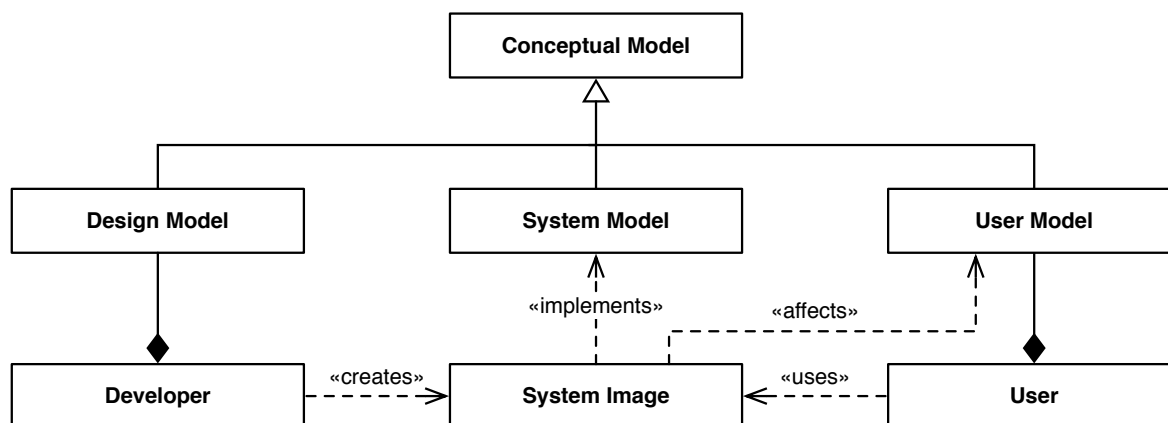 Conceptual Model
Design Model
System Model
User Model
«implements»
«affects»
«creates»
«uses»
Developer
System Image
User